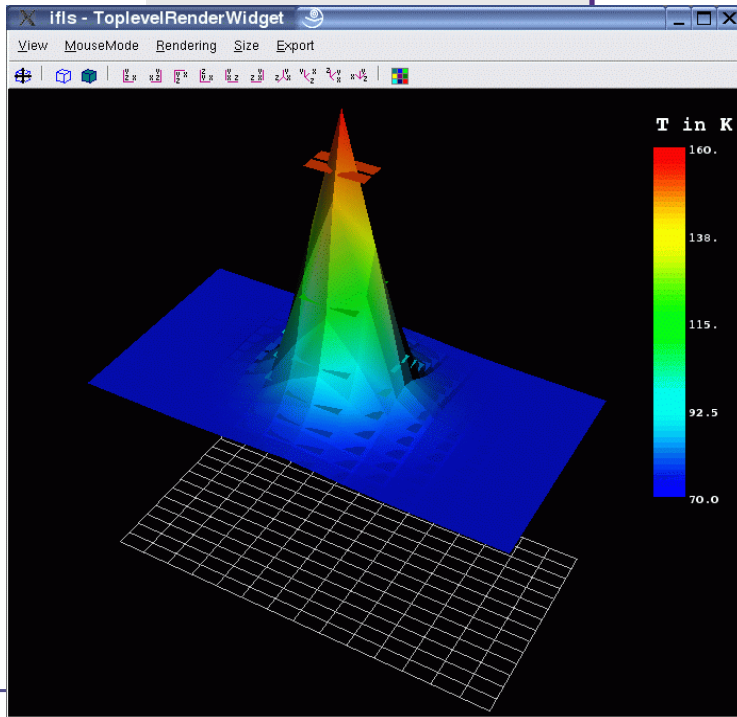 ifls - ToplevelRenderWidget
View MouseMode Rendering Size Export
T in K
160.
138.
115.
92.5
70.0